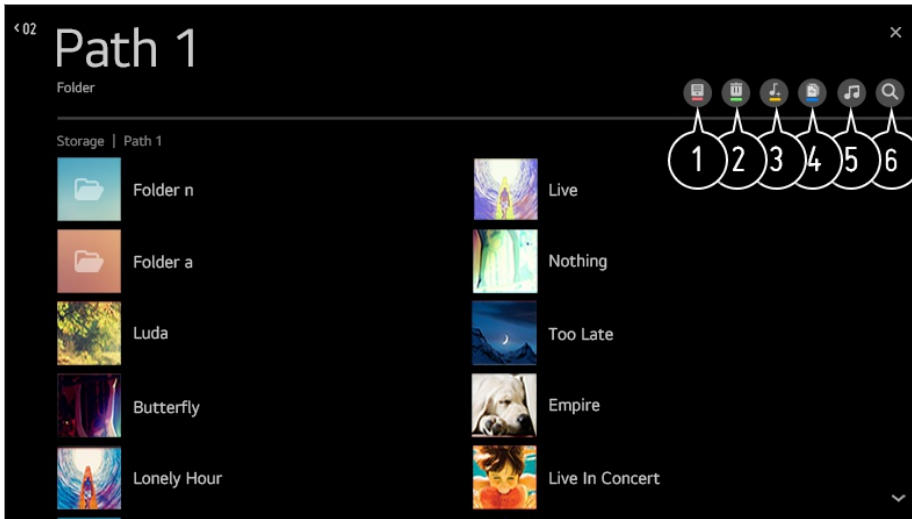 02
Path 1
Folder
1 2 3 4 5 6
Storage | Path 1
Folder n
Live
Folder a
Nothing
Luda
Too Late
Butterfly
Empire
Lonely Hour
Live In Concert